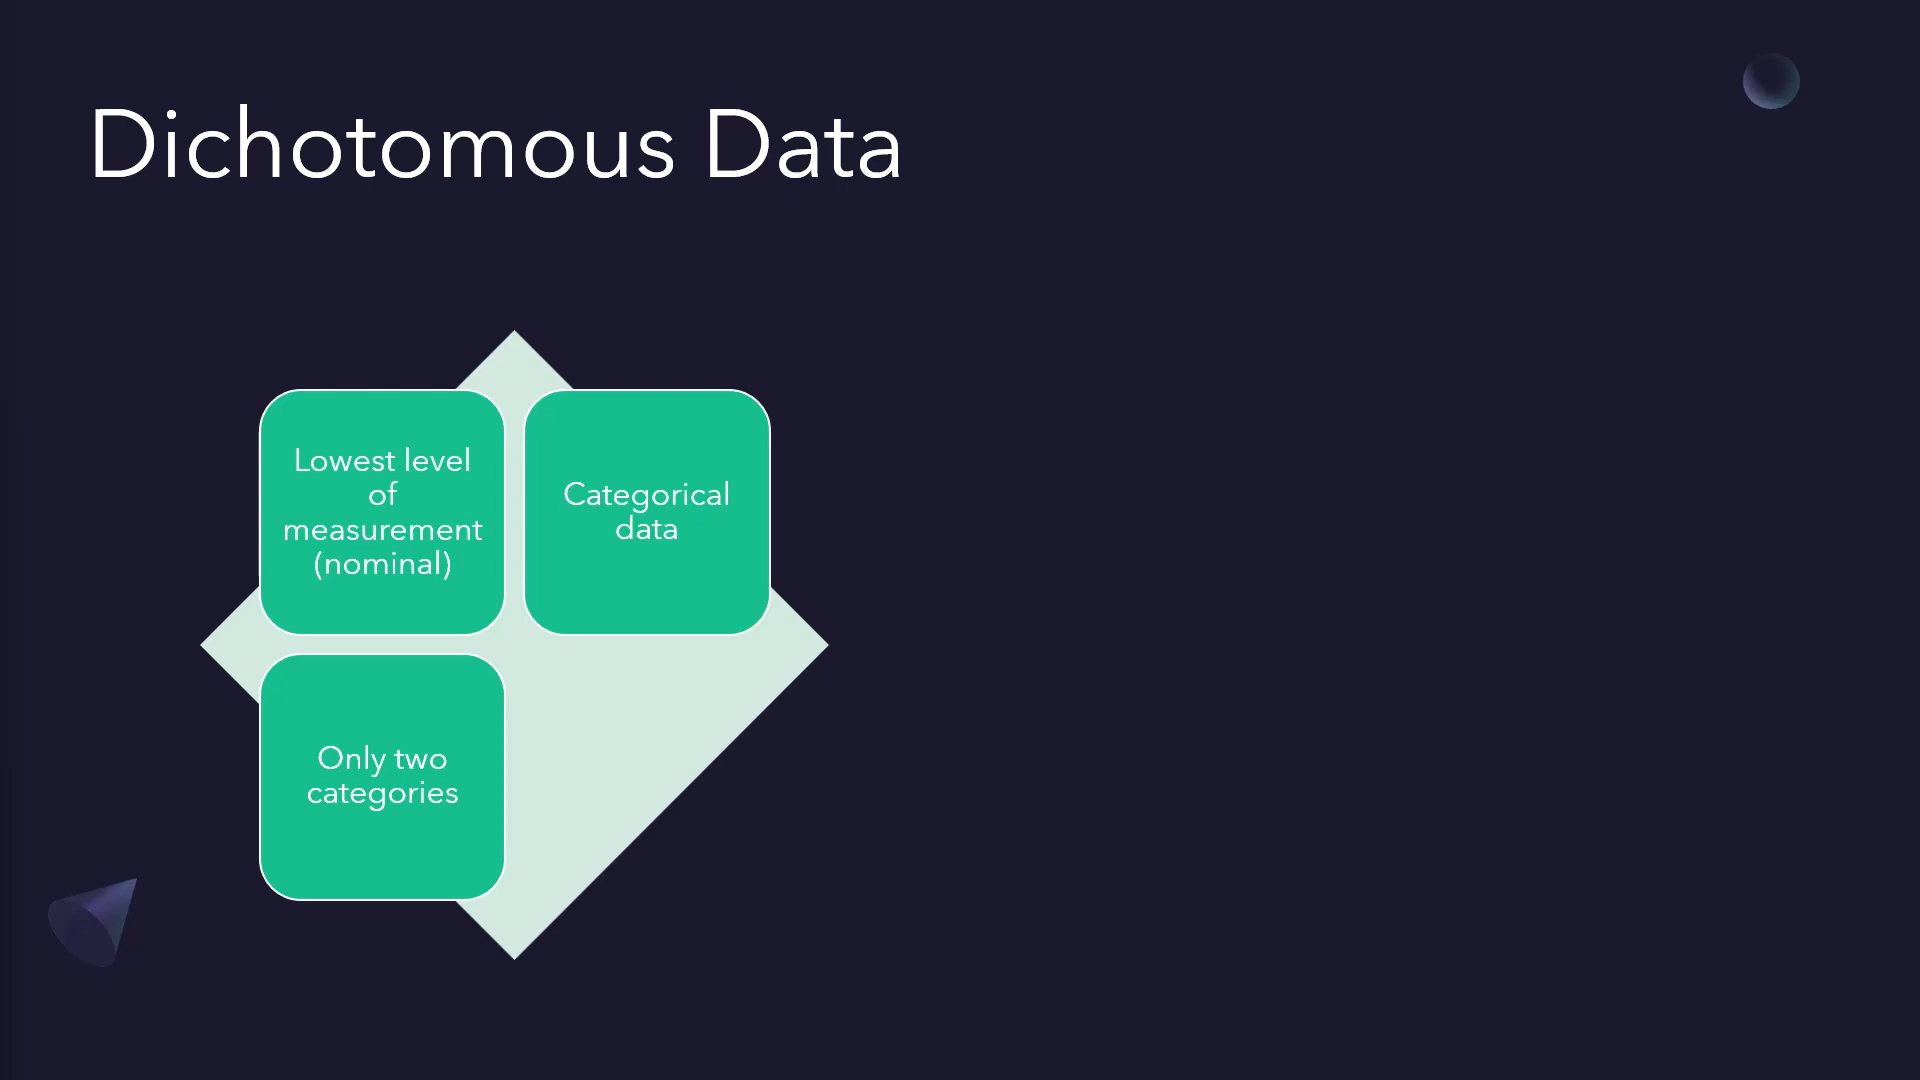 Dichotomous Data
Lowest level
of
measurement
(nominal)
Categorical
data
Only two
categories